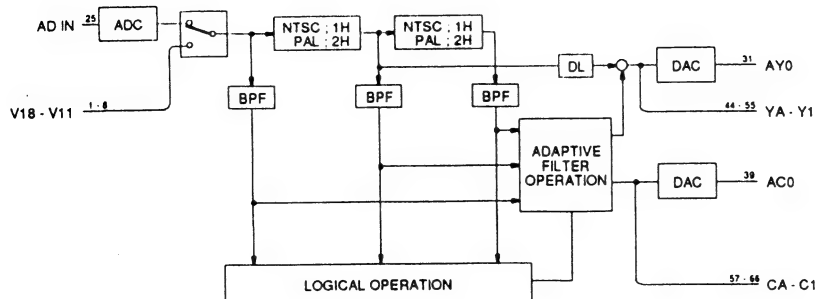 AD IN 25 ADC
NTSC ; 1H
PAL ; 2H
NTSC ; 1H
PAL ; 2H
DL
DAC 31 AY0
V18 - V11 1 - 8
BPF
BPF
BPF
44 - 55 YA - Y1
ADAPTIVE
FILTER
OPERATION
DAC 39 AC0
LOGICAL OPERATION
57 - 66 CA - C1